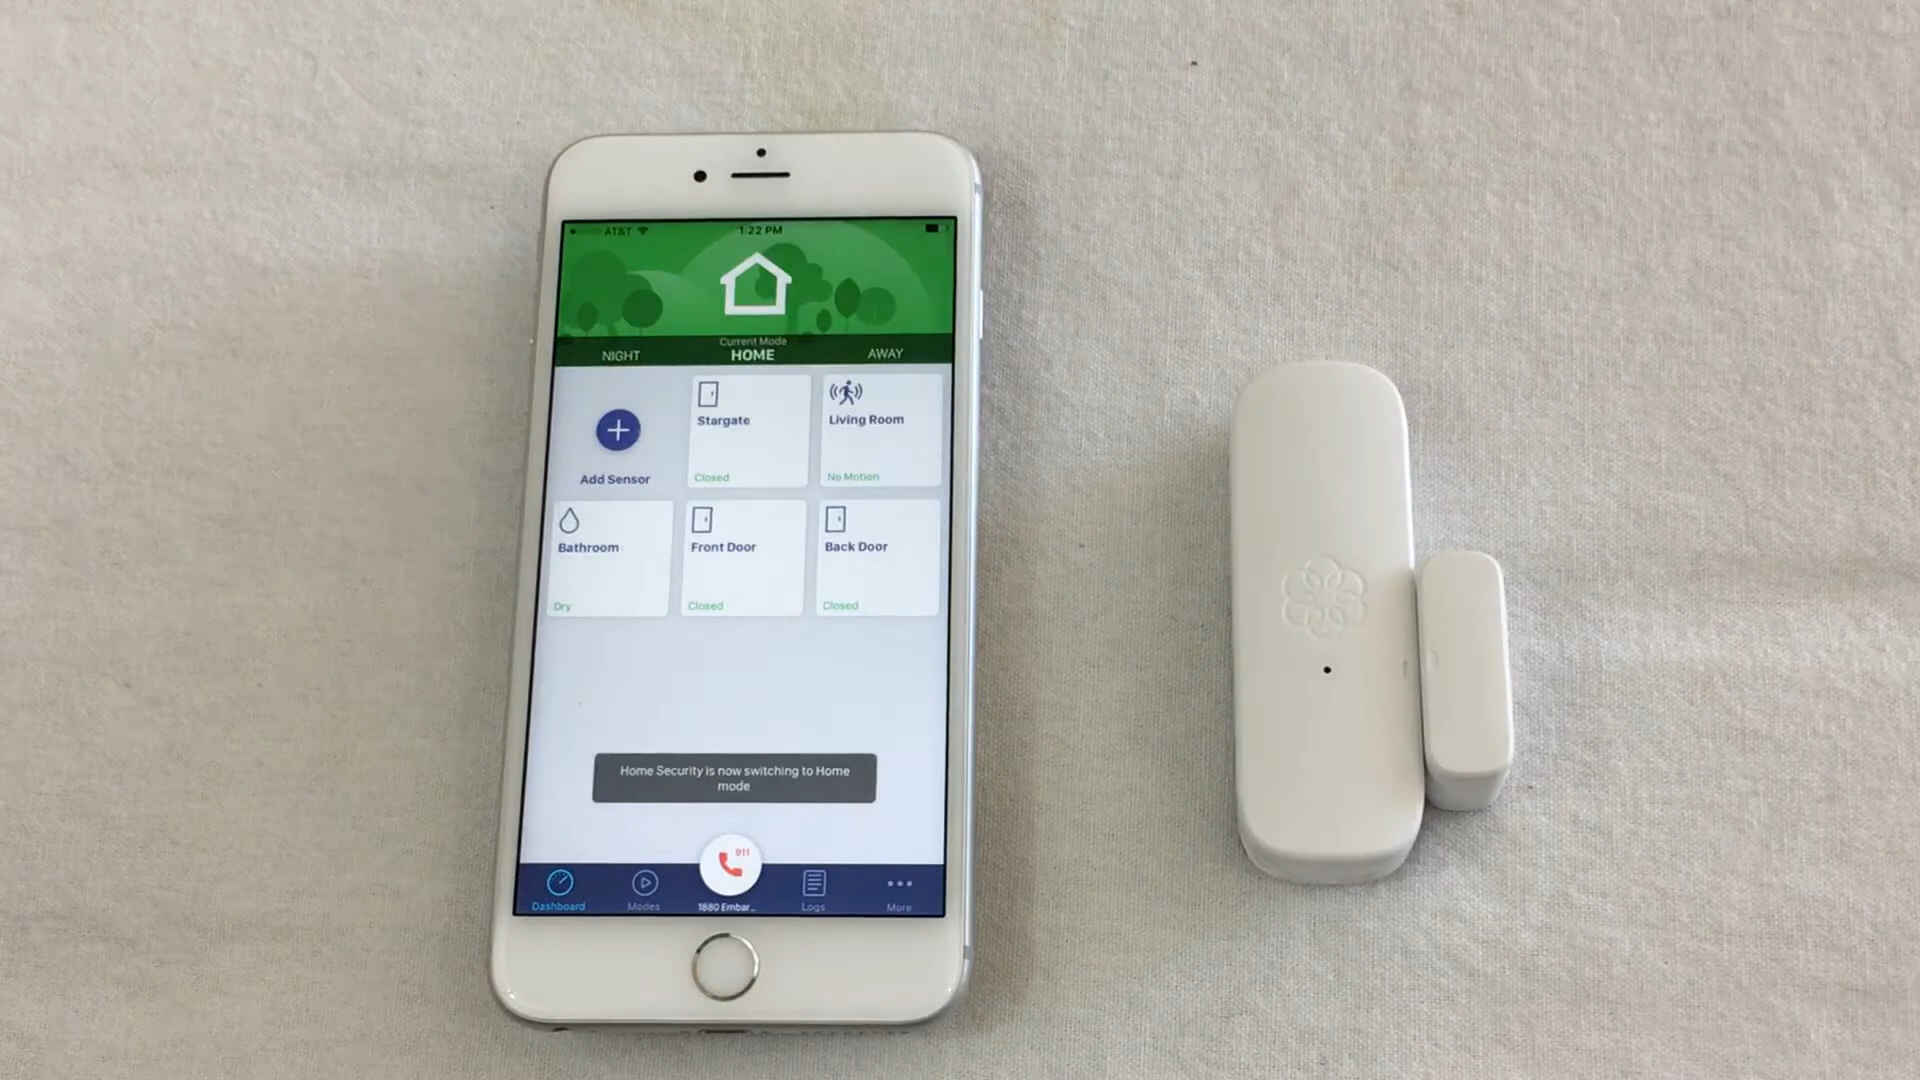 AT&T
1:22 PM
Current Mode
NIGHT HOME AWAY
Stargate
Living Room
Add Sensor
Closed
No Motion
Bathroom
Front Door
Back Door
Dry
Closed
Closed
Home Security is now switching to Home
mode
911
Dashboard
Modes
1880 Embar...
Logs
More